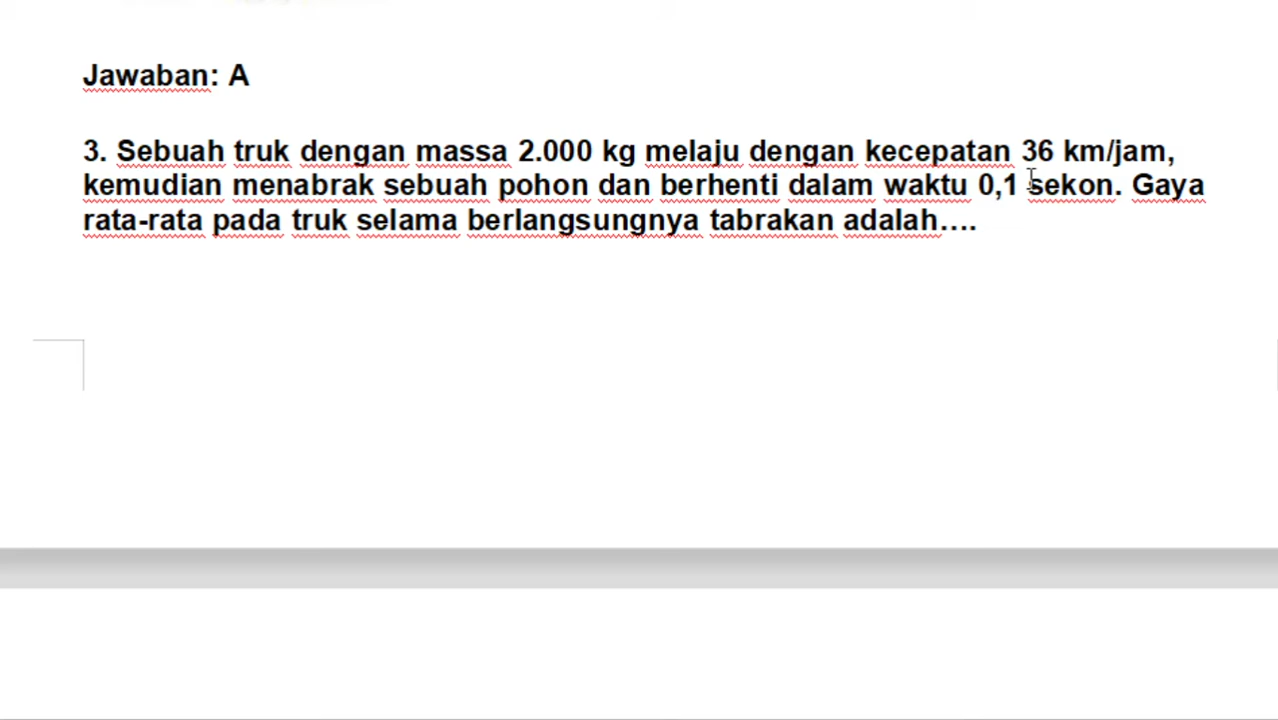 Jawaban: A
3. Sebuah truk dengan massa 2.000 kg melaju dengan kecepatan 36 km/jam,
kemudian menabrak sebuah pohon dan berhenti dalam waktu 0,1 sekon. Gaya
rata-rata pada truk selama berlangsungnya tabrakan adalah….